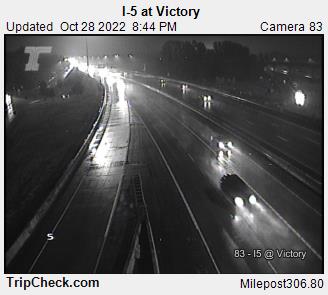 I-5 at Victory
Updated Oct 28 2022 8:44 PM Camera 83
T
S
83 - I5 @ Victory
TripCheck.com Milepost306.80